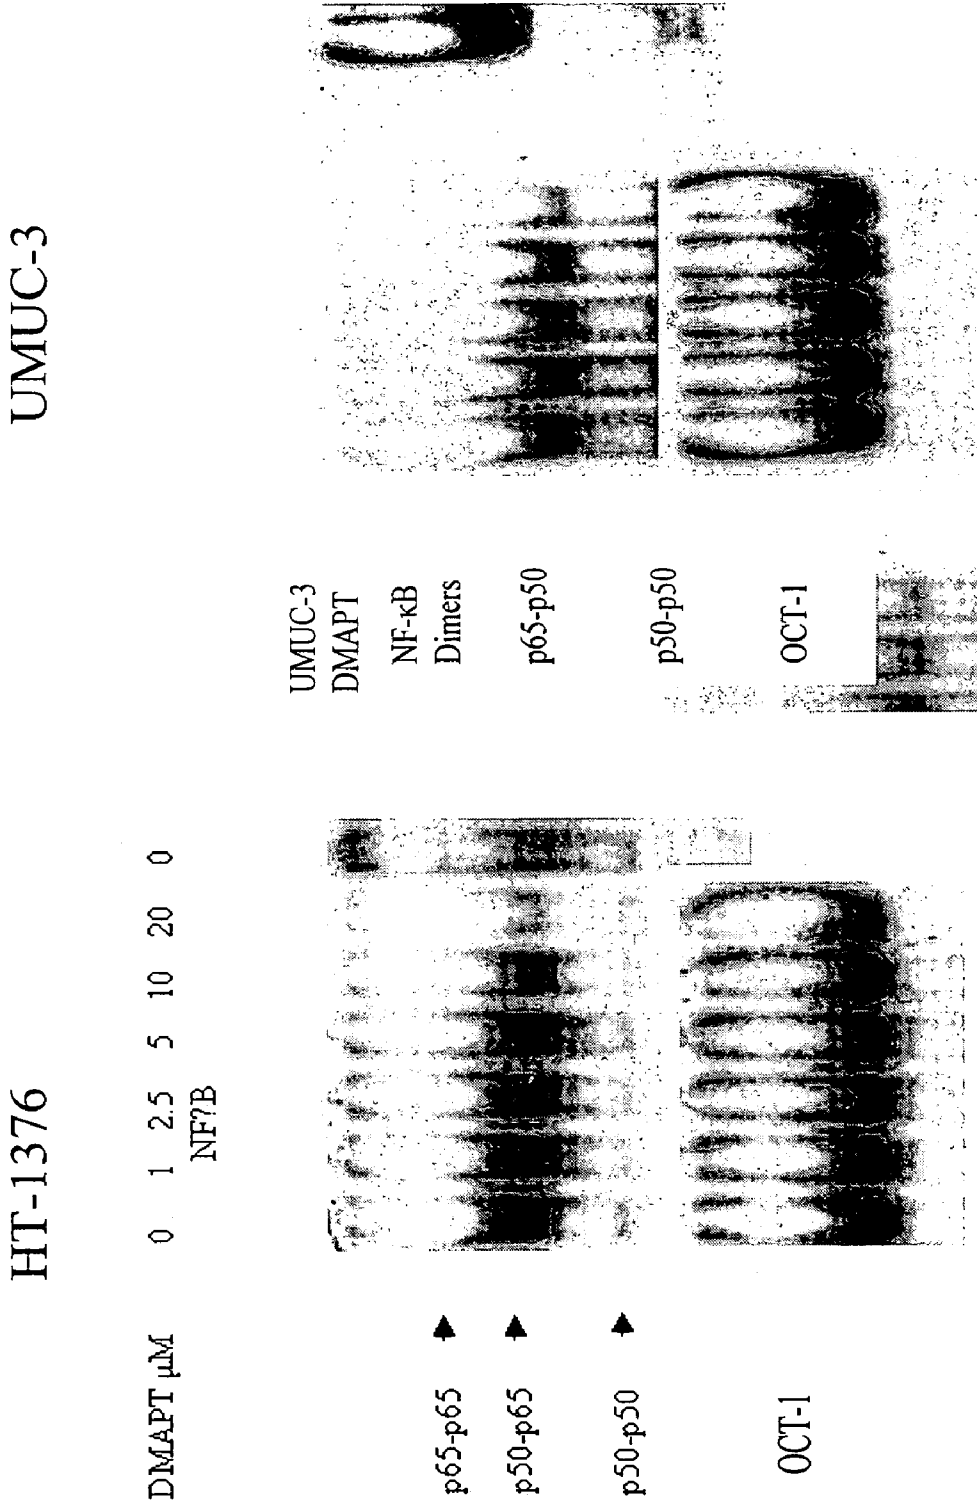 HT-1376
DMAPT μM 0 1 2.5 5 10 20 0
NF?B
p65-p65
p50-p65
p50-p50
OCT-1
UMUC-3
UMUC-3
DMAPT
NF-κB
Dimers
p65-p50
p50-p50
OCT-1